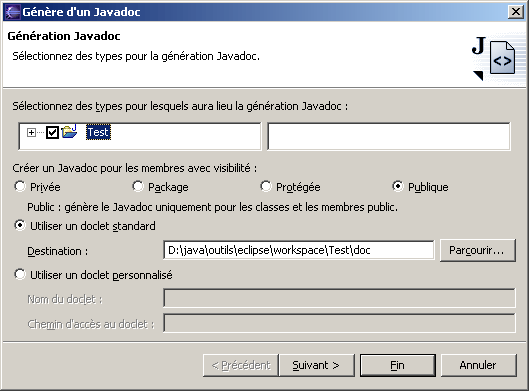 Génère d'un Javadoc
Génération Javadoc
Sélectionnez des types pour la génération Javadoc.
J
<>
Sélectionnez des types pour lesquels aura lieu la génération Javadoc :
Test
Créer un Javadoc pour les membres avec visibilité :
Privée Package Protégée Publique
Public : génère le Javadoc uniquement pour les classes et les membres public.
Utiliser un doclet standard
Destination : D:\java\outils\eclipse\workspace\Test\doc Parcourir...
Utiliser un doclet personnalisé
Nom du doclet :
Chemin d'accès au doclet :
< Précédent Suivant > Fin Annuler